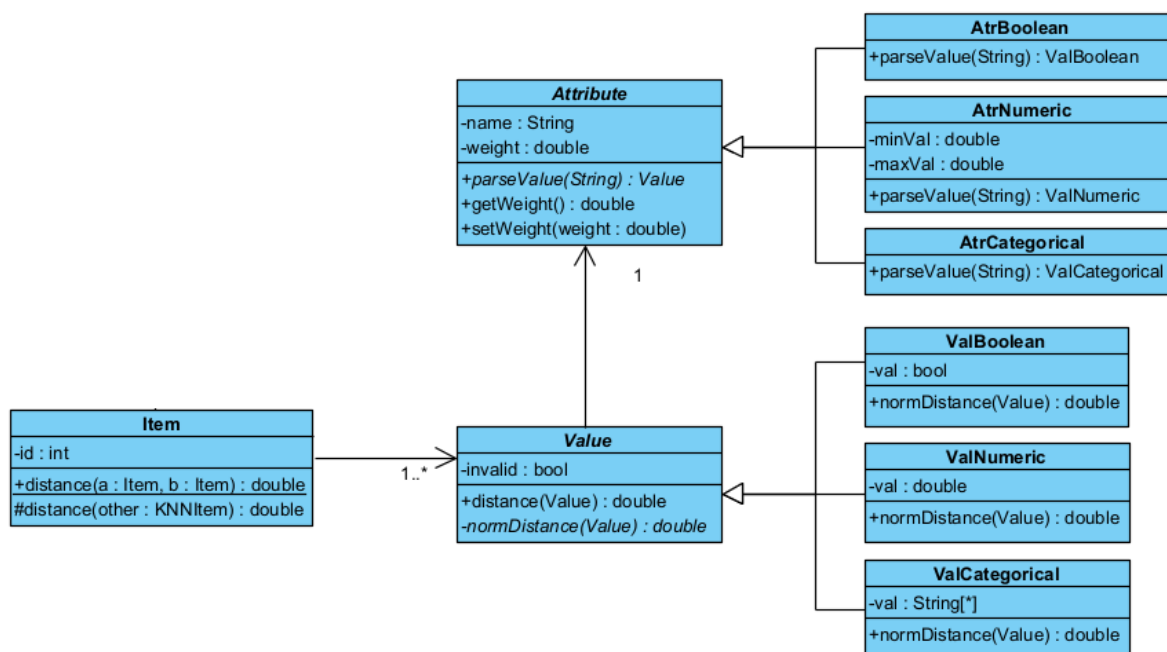 AtrBoolean
+parseValue(String) : ValBoolean
Attribute
-name : String
-weight : double
+parseValue(String) : Value
+getWeight() : double
+setWeight(weight : double)
AtrNumeric
-minVal : double
-maxVal : double
+parseValue(String) : ValNumeric
AtrCategorical
+parseValue(String) : ValCategorical
1
ValBoolean
-val : bool
+normDistance(Value) : double
Item
-id : int
+distance(a : Item, b : Item) : double
#distance(other : KNNItem) : double
1..*
Value
-invalid : bool
+distance(Value) : double
-normDistance(Value) : double
ValNumeric
-val : double
+normDistance(Value) : double
ValCategorical
-val : String[*]
+normDistance(Value) : double